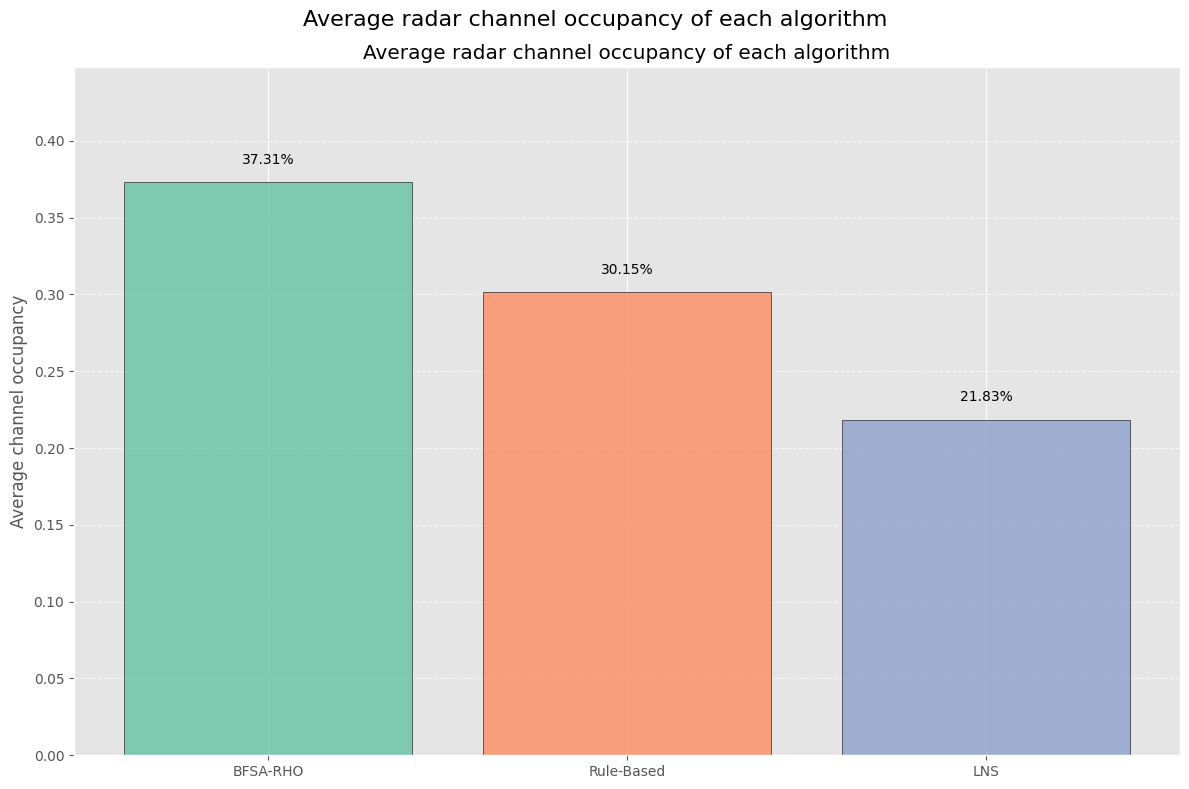 Average radar channel occupancy of each algorithm
Average radar channel occupancy of each algorithm
Average channel occupancy
0.40
0.35
0.30
0.25
0.20
0.15
0.10
0.05
0.00
37.31%
30.15%
21.83%
BFSA-RHO
Rule-Based
LNS